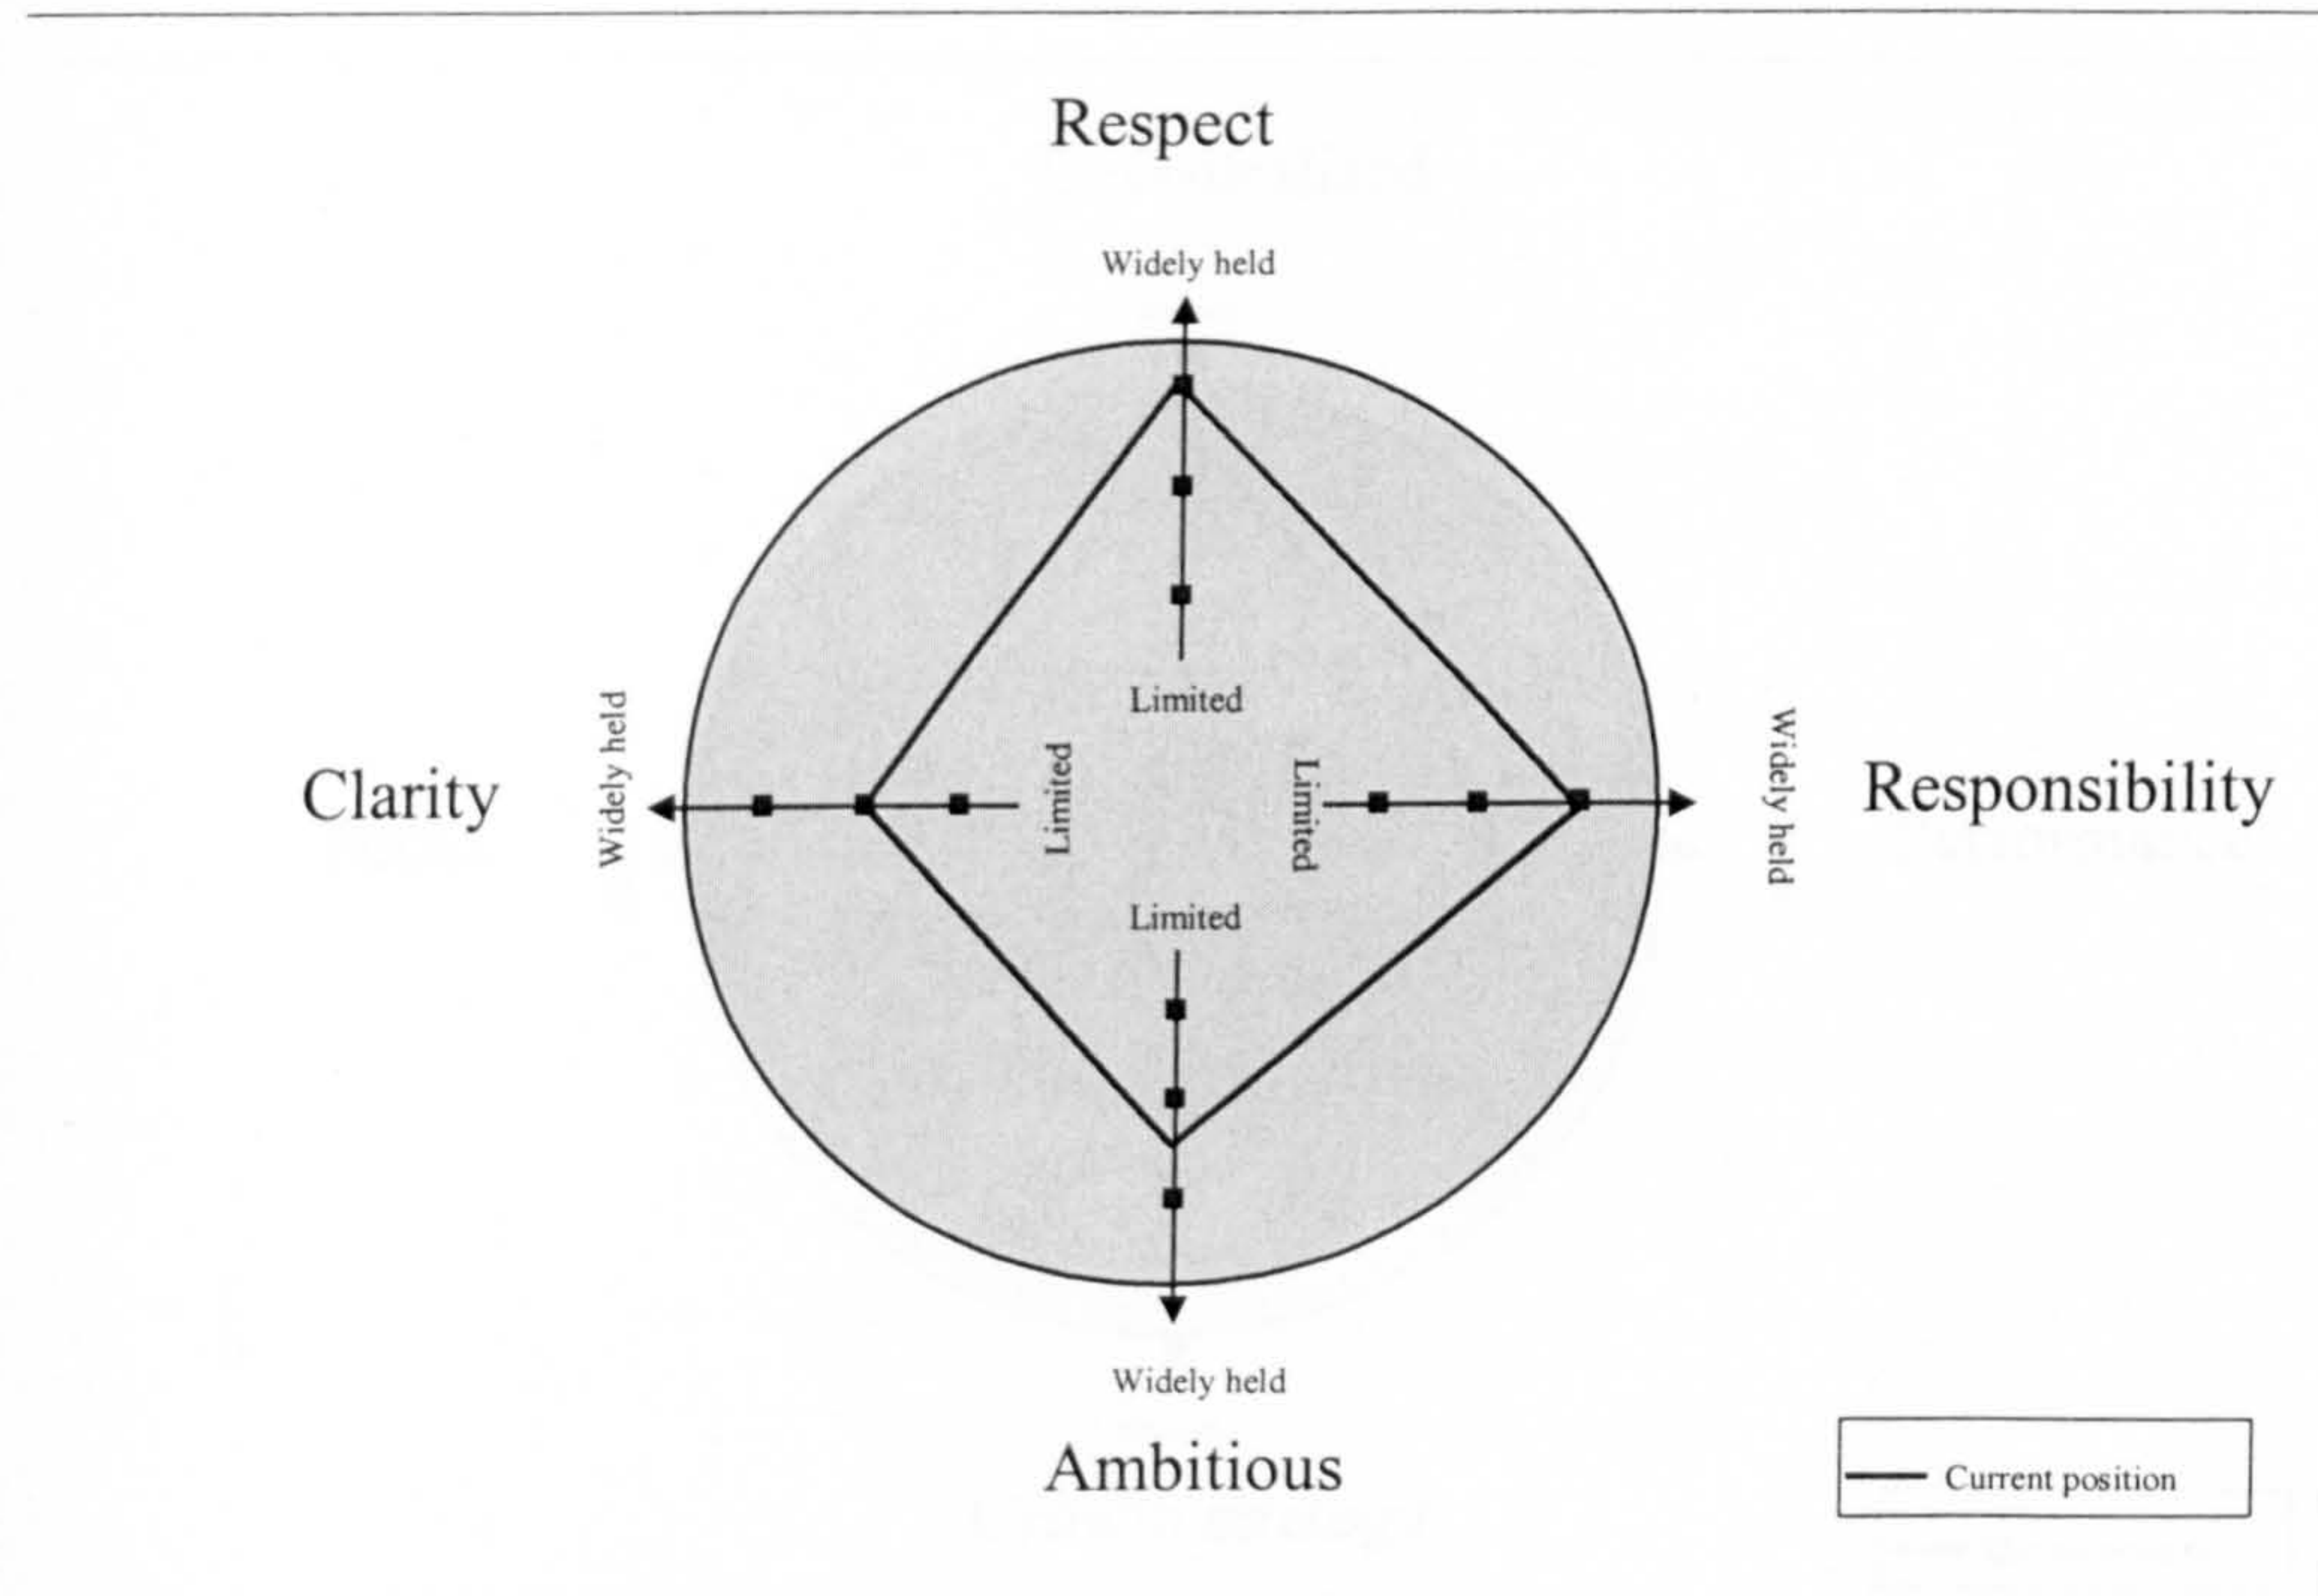 Respect
Widely held
Limited
Clarity
Widely held
Limited
Limited
Widely held
Responsibility
Limited
Widely held
Ambitious
Current position